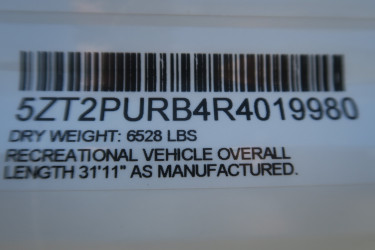 5ZT2PURB4R4019980
DRY WEIGHT: 6528 LBS
RECREATIONAL VEHICLE OVERALL
LENGTH 31'11" AS MANUFACTURED.